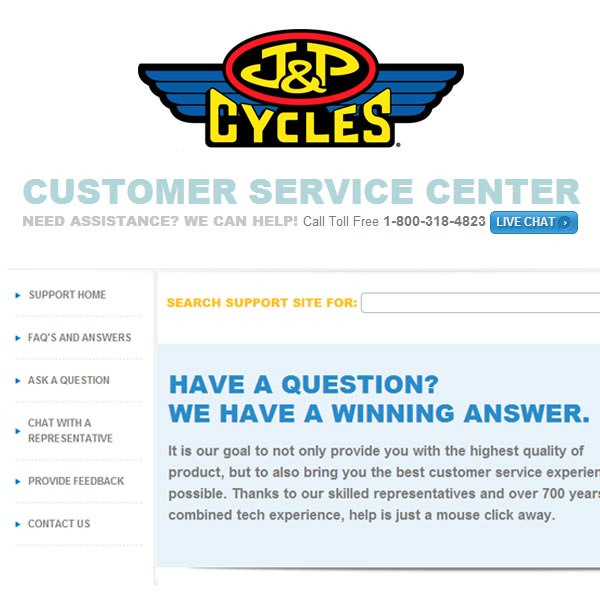 J&P
CYCLES
CUSTOMER SERVICE CENTER
NEED ASSISTANCE? WE CAN HELP! Call Toll Free 1-800-318-4823 LIVE CHAT
SUPPORT HOME
FAQ'S AND ANSWERS
ASK A QUESTION
CHAT WITH A
REPRESENTATIVE
PROVIDE FEEDBACK
CONTACT US
SEARCH SUPPORT SITE FOR:
HAVE A QUESTION?
WE HAVE A WINNING ANSWER.
It is our goal to not only provide you with the highest quality of
product, but to also bring you the best customer service experien
possible. Thanks to our skilled representatives and over 700 years
combined tech experience, help is just a mouse click away.